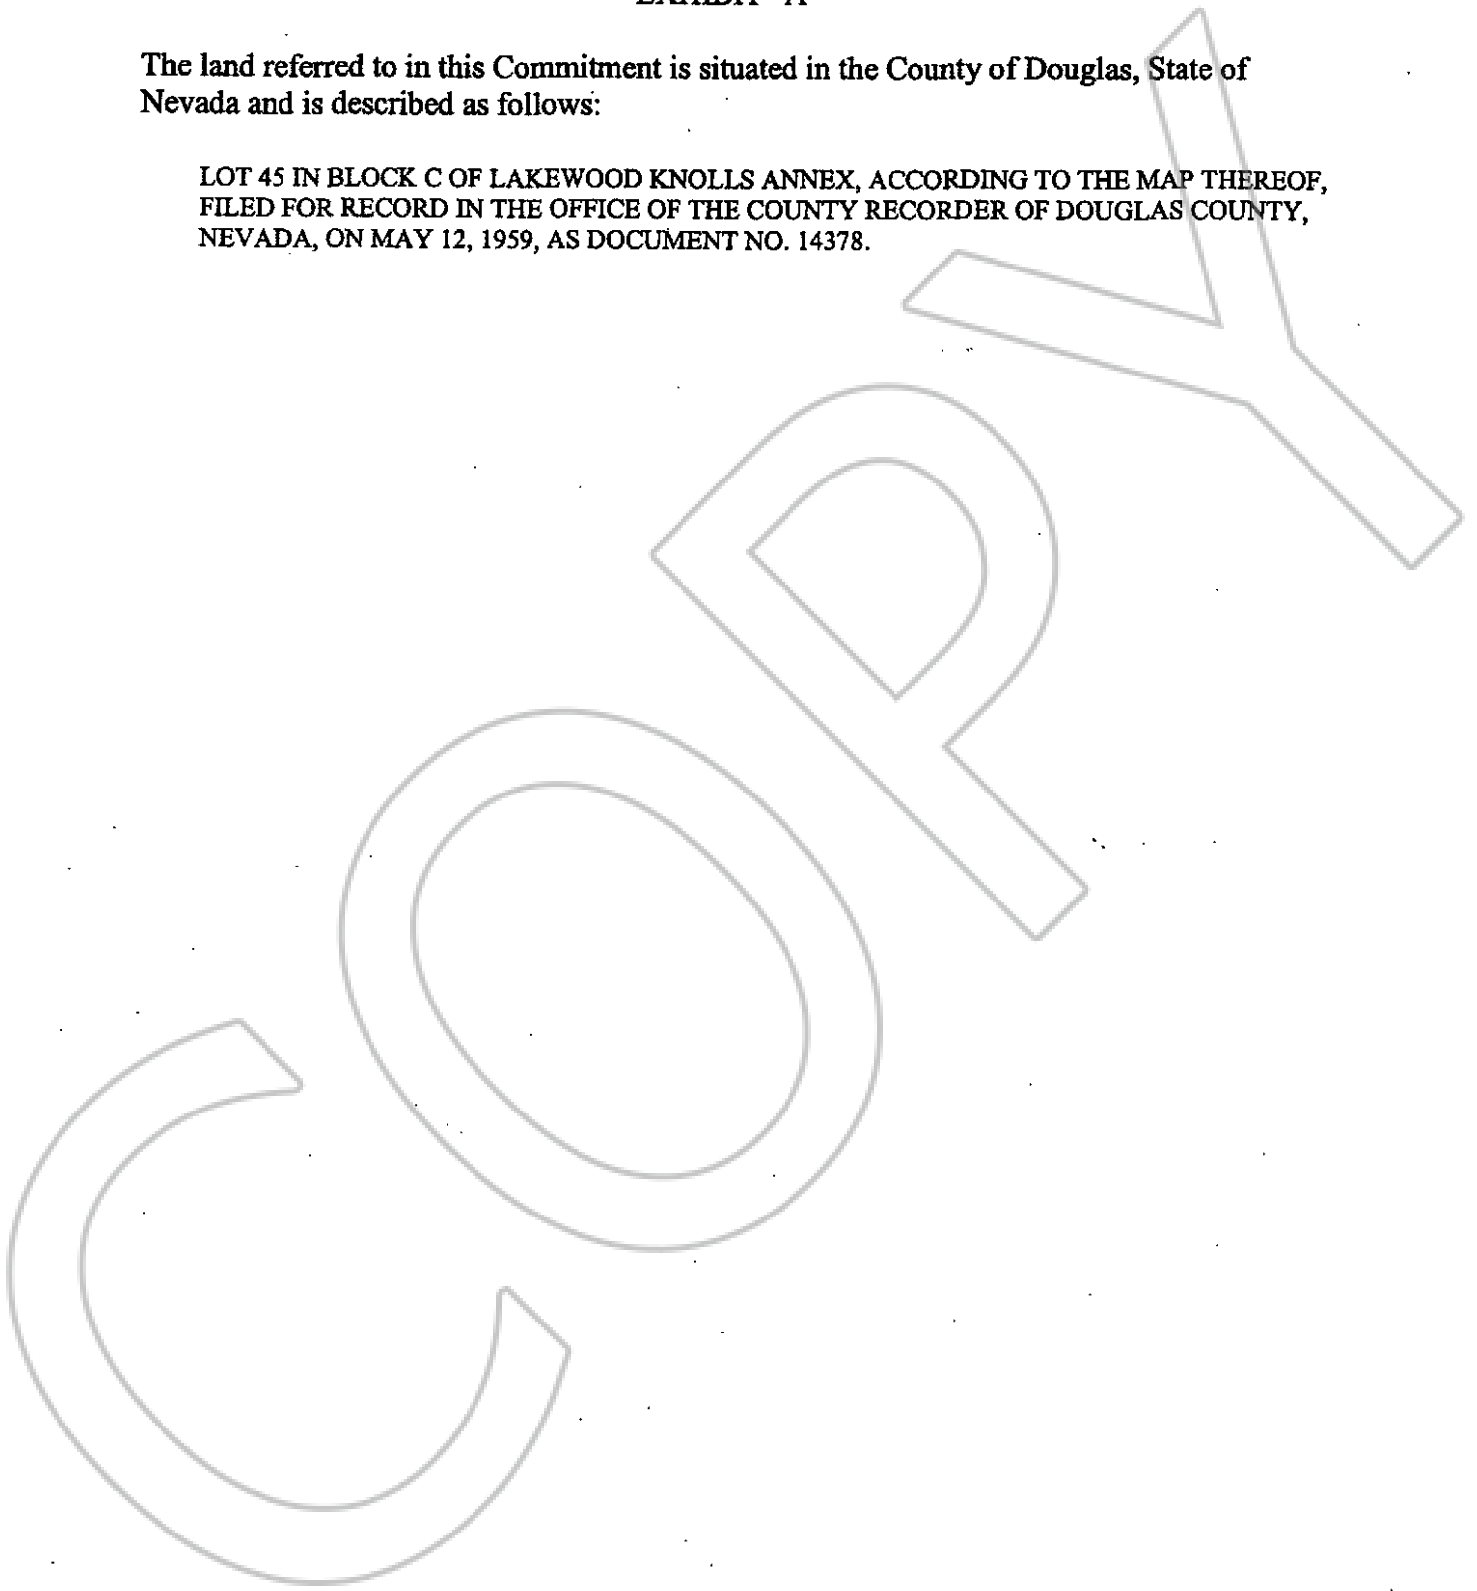 The land referred to in this Commitment is situated in the County of Douglas, State of
Nevada and is described as follows:
LOT 45 IN BLOCK C OF LAKEWOOD KNOLLS ANNEX, ACCORDING TO THE MAP THEREOF,
FILED FOR RECORD IN THE OFFICE OF THE COUNTY RECORDER OF DOUGLAS COUNTY,
NEVADA, ON MAY 12, 1959, AS DOCUMENT NO. 14378.
COPY